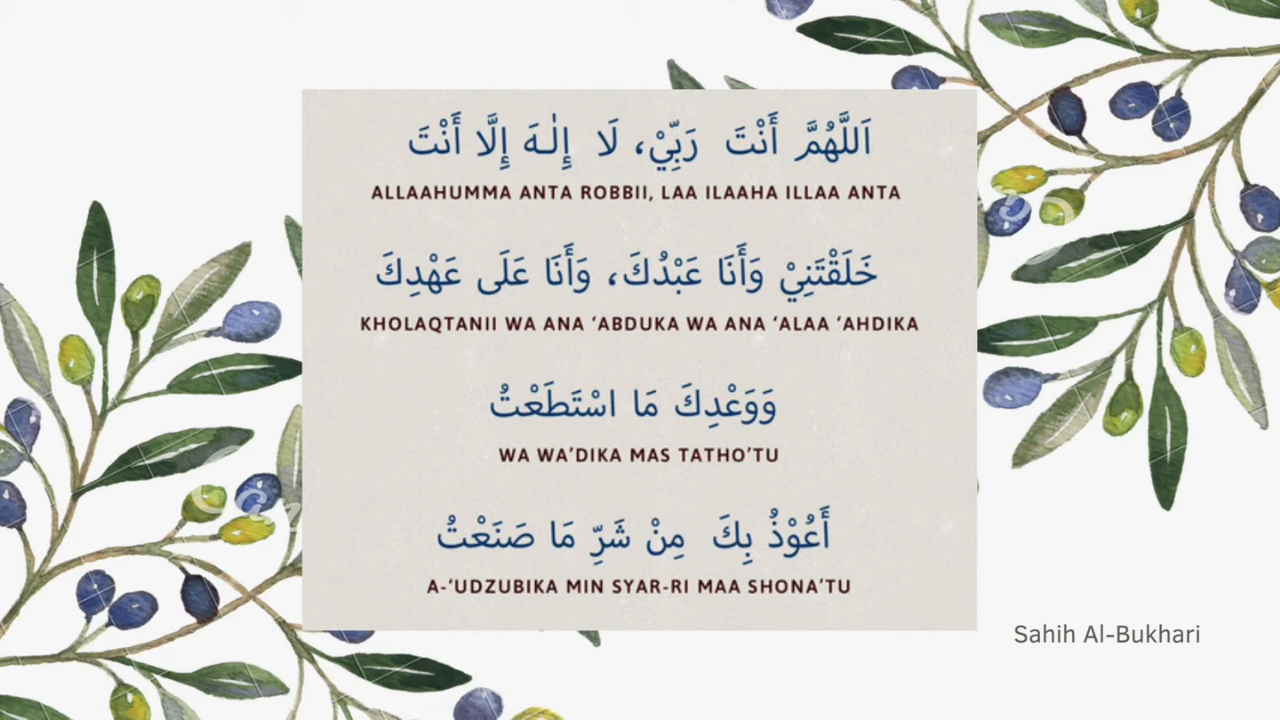 اَللَّهُمَّ أَنْتَ رَبِّيْ، لَا إِلٰـهَ إِلَّا أَنْتَ
ALLAAHUMMA ANTA ROBBII, LAA ILAAHA ILLAA ANTA
خَلَقْتَنِيْ وَأَنَا عَبْدُكَ، وَأَنَا عَلَى عَهْدِكَ
KHOLAQTANII WA ANA ‘ABDUKA WA ANA ‘ALAA ‘AHDIKA
وَوَعْدِكَ مَا اسْتَطَعْتُ
WA WA’DIKA MAS TATHO’TU
أَعُوْذُ بِكَ مِنْ شَرِّ مَا صَنَعْتُ
A-‘UDZUBIKA MIN SYAR-RI MAA SHONA’TU
Sahih Al-Bukhari